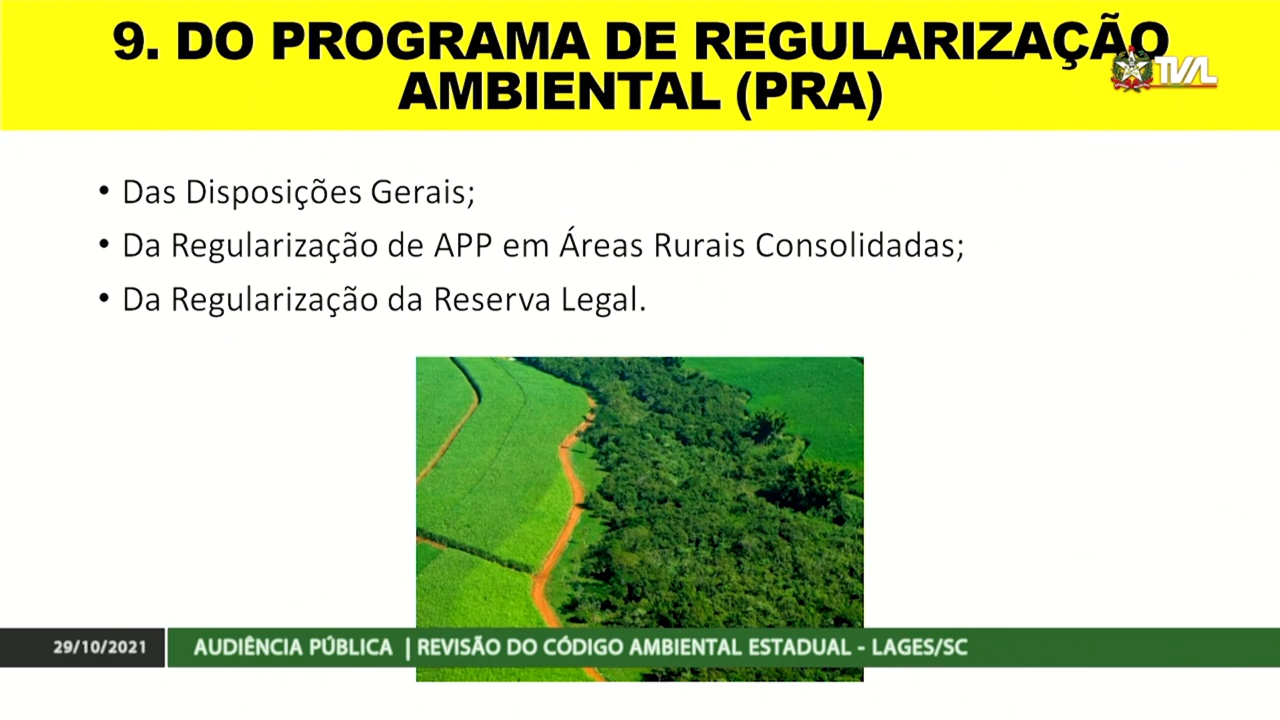 9. DO PROGRAMA DE REGULARIZAÇÃO
AMBIENTAL (PRA)
TVAL
• Das Disposições Gerais;
• Da Regularização de APP em Áreas Rurais Consolidadas;
• Da Regularização da Reserva Legal.
29/10/2021
AUDIÊNCIA PÚBLICA | REVISÃO DO CÓDIGO AMBIENTAL ESTADUAL - LAGES/SC